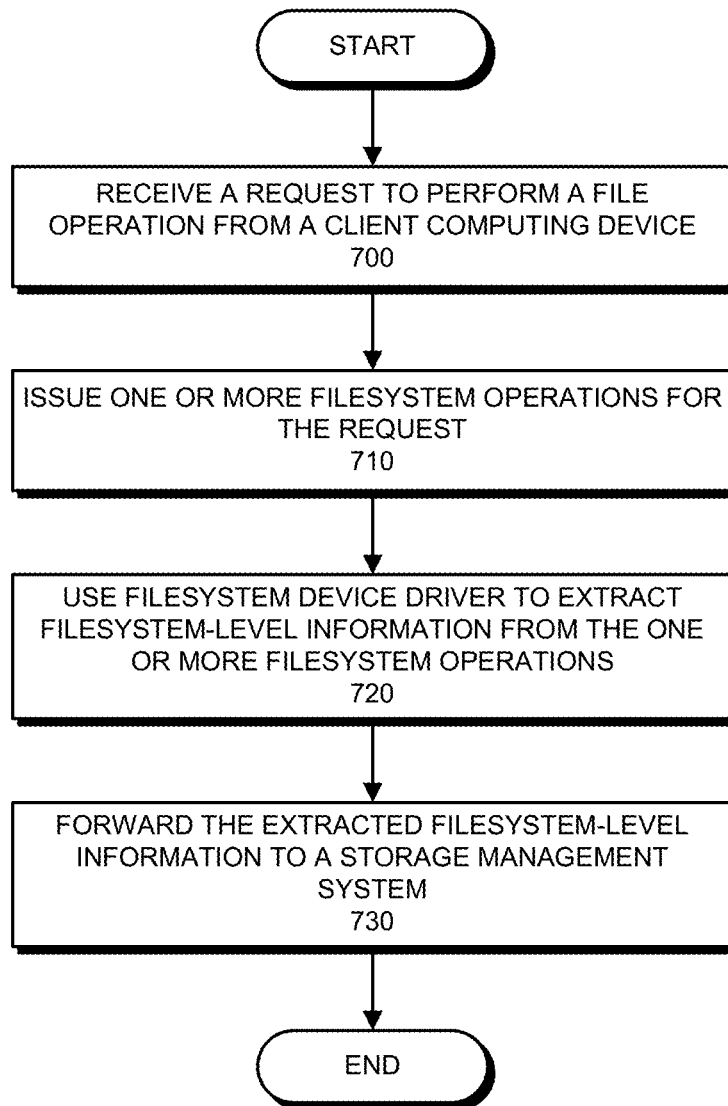 START
RECEIVE A REQUEST TO PERFORM A FILE
OPERATION FROM A CLIENT COMPUTING DEVICE
700
ISSUE ONE OR MORE FILESYSTEM OPERATIONS FOR
THE REQUEST
710
USE FILESYSTEM DEVICE DRIVER TO EXTRACT
FILESYSTEM-LEVEL INFORMATION FROM THE ONE
OR MORE FILESYSTEM OPERATIONS
720
FORWARD THE EXTRACTED FILESYSTEM-LEVEL
INFORMATION TO A STORAGE MANAGEMENT
SYSTEM
730
END